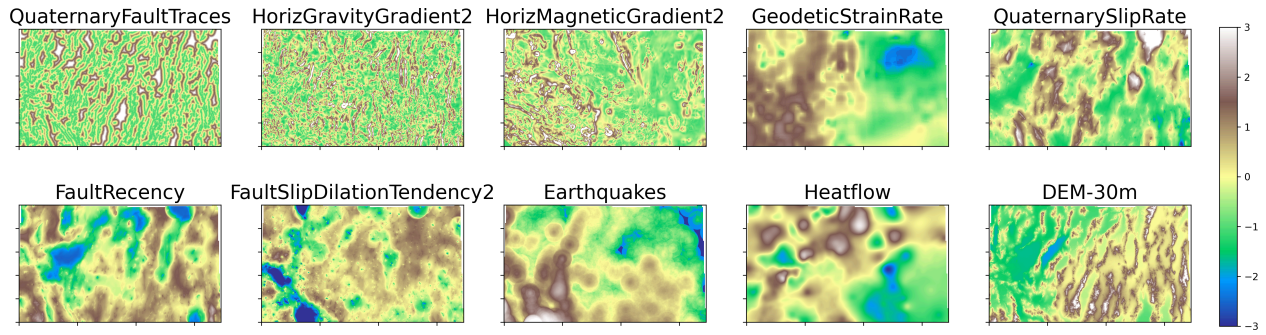 QuaternaryFaultTraces
HorizGravityGradient2
HorizMagneticGradient2
GeodeticStrainRate
QuaternarySlipRate
3
2
1
0
−1
−2
−3
FaultRecency
FaultSlipDilationTendency2
Earthquakes
Heatflow
DEM-30m